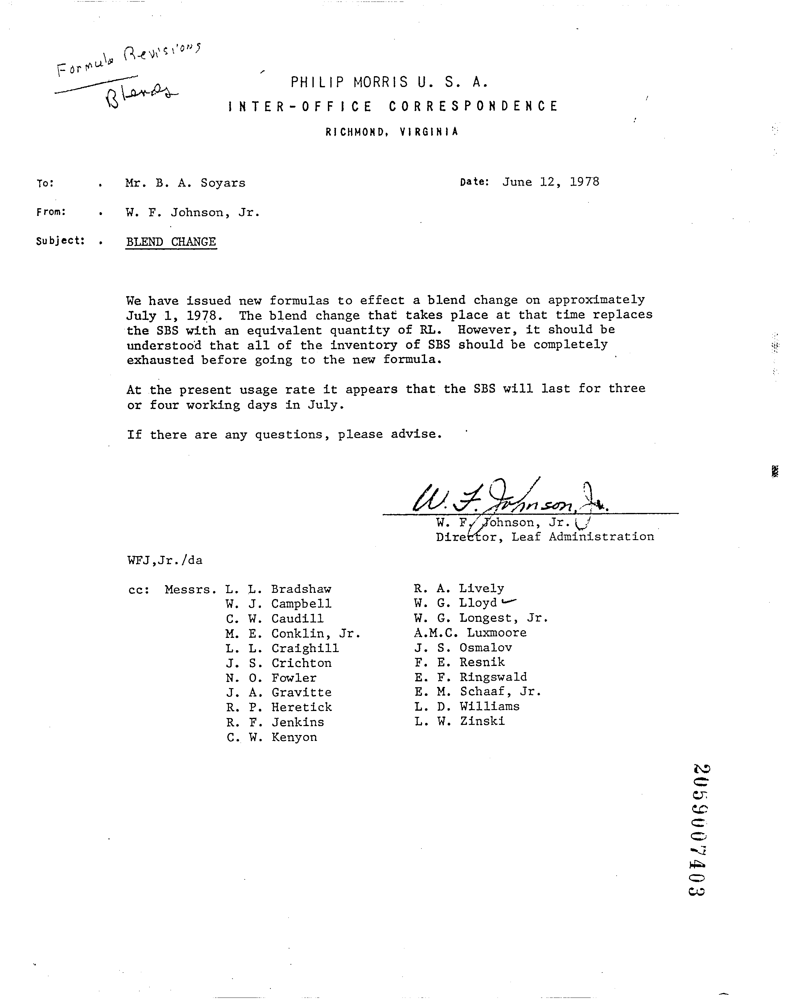 Formula Revisions
Blends
PHILIP MORRIS U. S. A.
INTER-OFFICE CORRESPONDENCE
RICHMOND, VIRGINIA
To: . Mr. B. A. Soyars Date: June 12, 1978
From: . W. F. Johnson, Jr.
Subject: . BLEND CHANGE
We have issued new formulas to effect a blend change on approximately
July 1, 1978. The blend change that takes place at that time replaces
the SBS with an equivalent quantity of RL. However, it should be
understood that all of the inventory of SBS should be completely
exhausted before going to the new formula.
At the present usage rate it appears that the SBS will last for three
or four working days in July.
If there are any questions, please advise.
W. F. Johnson, Jr.
W. F. Johnson, Jr.
Director, Leaf Administration
WFJ,Jr./da
cc: Messrs. L. L. Bradshaw
W. J. Campbell
C. W. Caudill
M. E. Conklin, Jr.
L. L. Craighill
J. S. Crichton
N. O. Fowler
J. A. Gravitte
R. P. Heretick
R. F. Jenkins
C. W. Kenyon
R. A. Lively
W. G. Lloyd
W. G. Longest, Jr.
A.M.C. Luxmoore
J. S. Osmalov
F. E. Resnik
E. F. Ringswald
E. M. Schaaf, Jr.
L. D. Williams
L. W. Zinski
2059007403